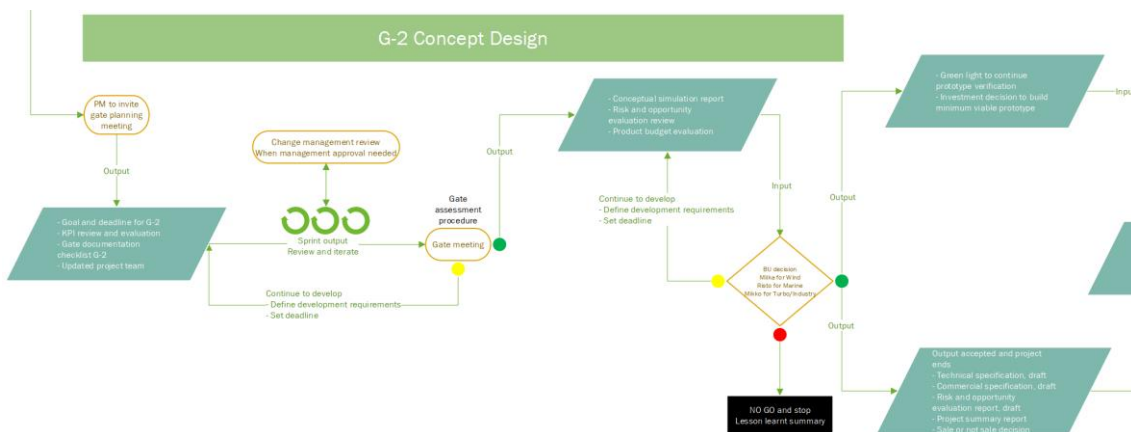 G-2 Concept Design
PM to invite
gate planning
meeting
Output
- Goal and deadline for G-2
- KPI review and evaluation
- Gate documentation
checklist G-2
- Updated project team
Change management review
When management approval needed
Sprint output
Review and iterate
Gate
assessment
procedure
Gate meeting
Continue to develop
- Define development requirements
- Set deadline
Output
- Conceptual simulation report
- Risk and opportunity
evaluation review
- Product budget evaluation
Continue to develop
- Define development requirements
- Set deadline
Input
BU decision
Miika for Wind
Risto for Marine
Mikko for Turbo/Industry
NO GO and stop
Lesson learnt summary
Output
- Green light to continue
prototype verification
- Investment decision to build
minimum viable prototype
Input
Output
Output accepted and project
ends
- Technical specification, draft
- Commercial specification, draft
- Risk and opportunity
evaluation report, draft
- Project summary report
- Sale or not sale decision